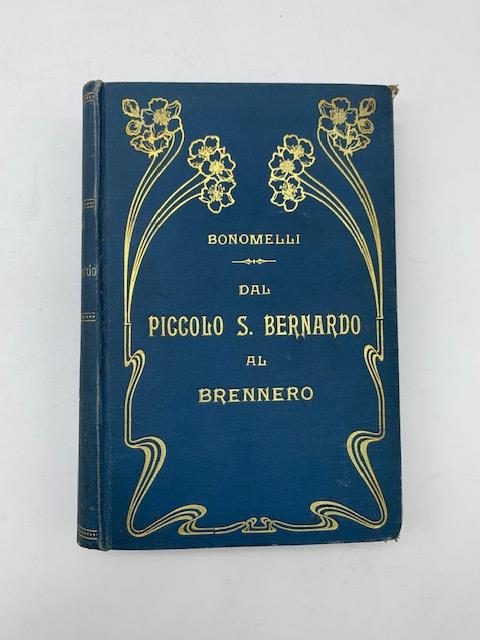 BONOMELLI
DAL
PICCOLO S. BERNARDO
AL
BRENNERO